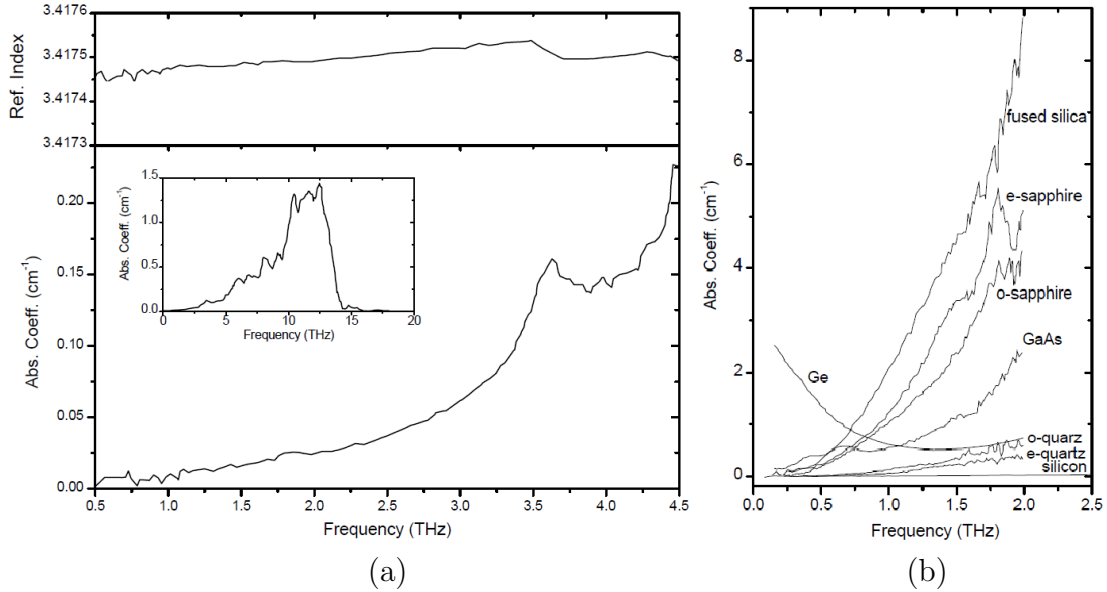 3.4176
3.4175
3.4174
3.4173
Ref. Index
0.20
0.15
0.10
0.05
0.00
Abs. Coeff. (cm⁻¹)
0.5 1.0 1.5 2.0 2.5 3.0 3.5 4.0 4.5
Frequency (THz)
1.5
1.0
0.5
0.0
Abs. Coeff. (cm⁻¹)
0 5 10 15 20
Frequency (THz)
(a)
8
6
4
2
0
Abs. Coeff. (cm⁻¹)
fused silica
e-sapphire
o-sapphire
GaAs
Ge
o-quarz
e-quartz
silicon
0.0 0.5 1.0 1.5 2.0 2.5
Frequency (THz)
(b)